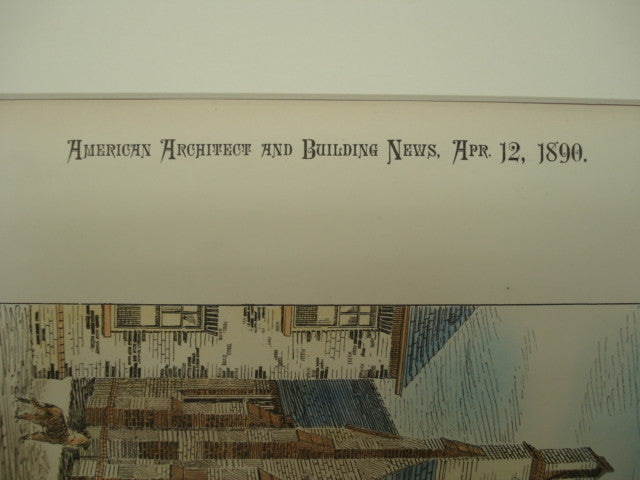 American Architect and Building News, Apr. 12, 1890.